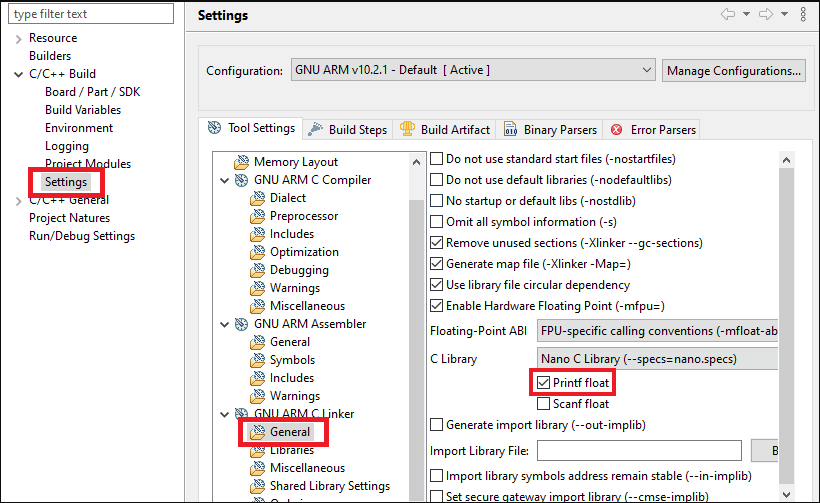 type filter text
Resource
Builders
C/C++ Build
Board / Part / SDK
Build Variables
Environment
Logging
Project Modules
Settings
C/C++ General
Project Natures
Run/Debug Settings
Settings
Configuration: GNU ARM v10.2.1 - Default [ Active ] Manage Configurations...
Tool Settings Build Steps Build Artifact Binary Parsers Error Parsers
Memory Layout
GNU ARM C Compiler
Dialect
Preprocessor
Includes
Optimization
Debugging
Warnings
Miscellaneous
GNU ARM Assembler
General
Symbols
Includes
Warnings
GNU ARM C Linker
General
Libraries
Miscellaneous
Shared Library Settings
Do not use standard start files (-nostartfiles)
Do not use default libraries (-nodefaultlibs)
No startup or default libs (-nostdlib)
Omit all symbol information (-s)
Remove unused sections (-Xlinker --gc-sections)
Generate map file (-Xlinker -Map=)
Use library file circular dependency
Enable Hardware Floating Point (-mfpu=)
Floating-Point ABI FPU-specific calling conventions (-mfloat-ab
C Library Nano C Library (--specs=nano.specs)
Printf float
Scanf float
Generate import library (--out-implib)
Import Library File: B
Import library symbols address remain stable (--in-implib)
Set secure gateway import library (--cmse-implib)